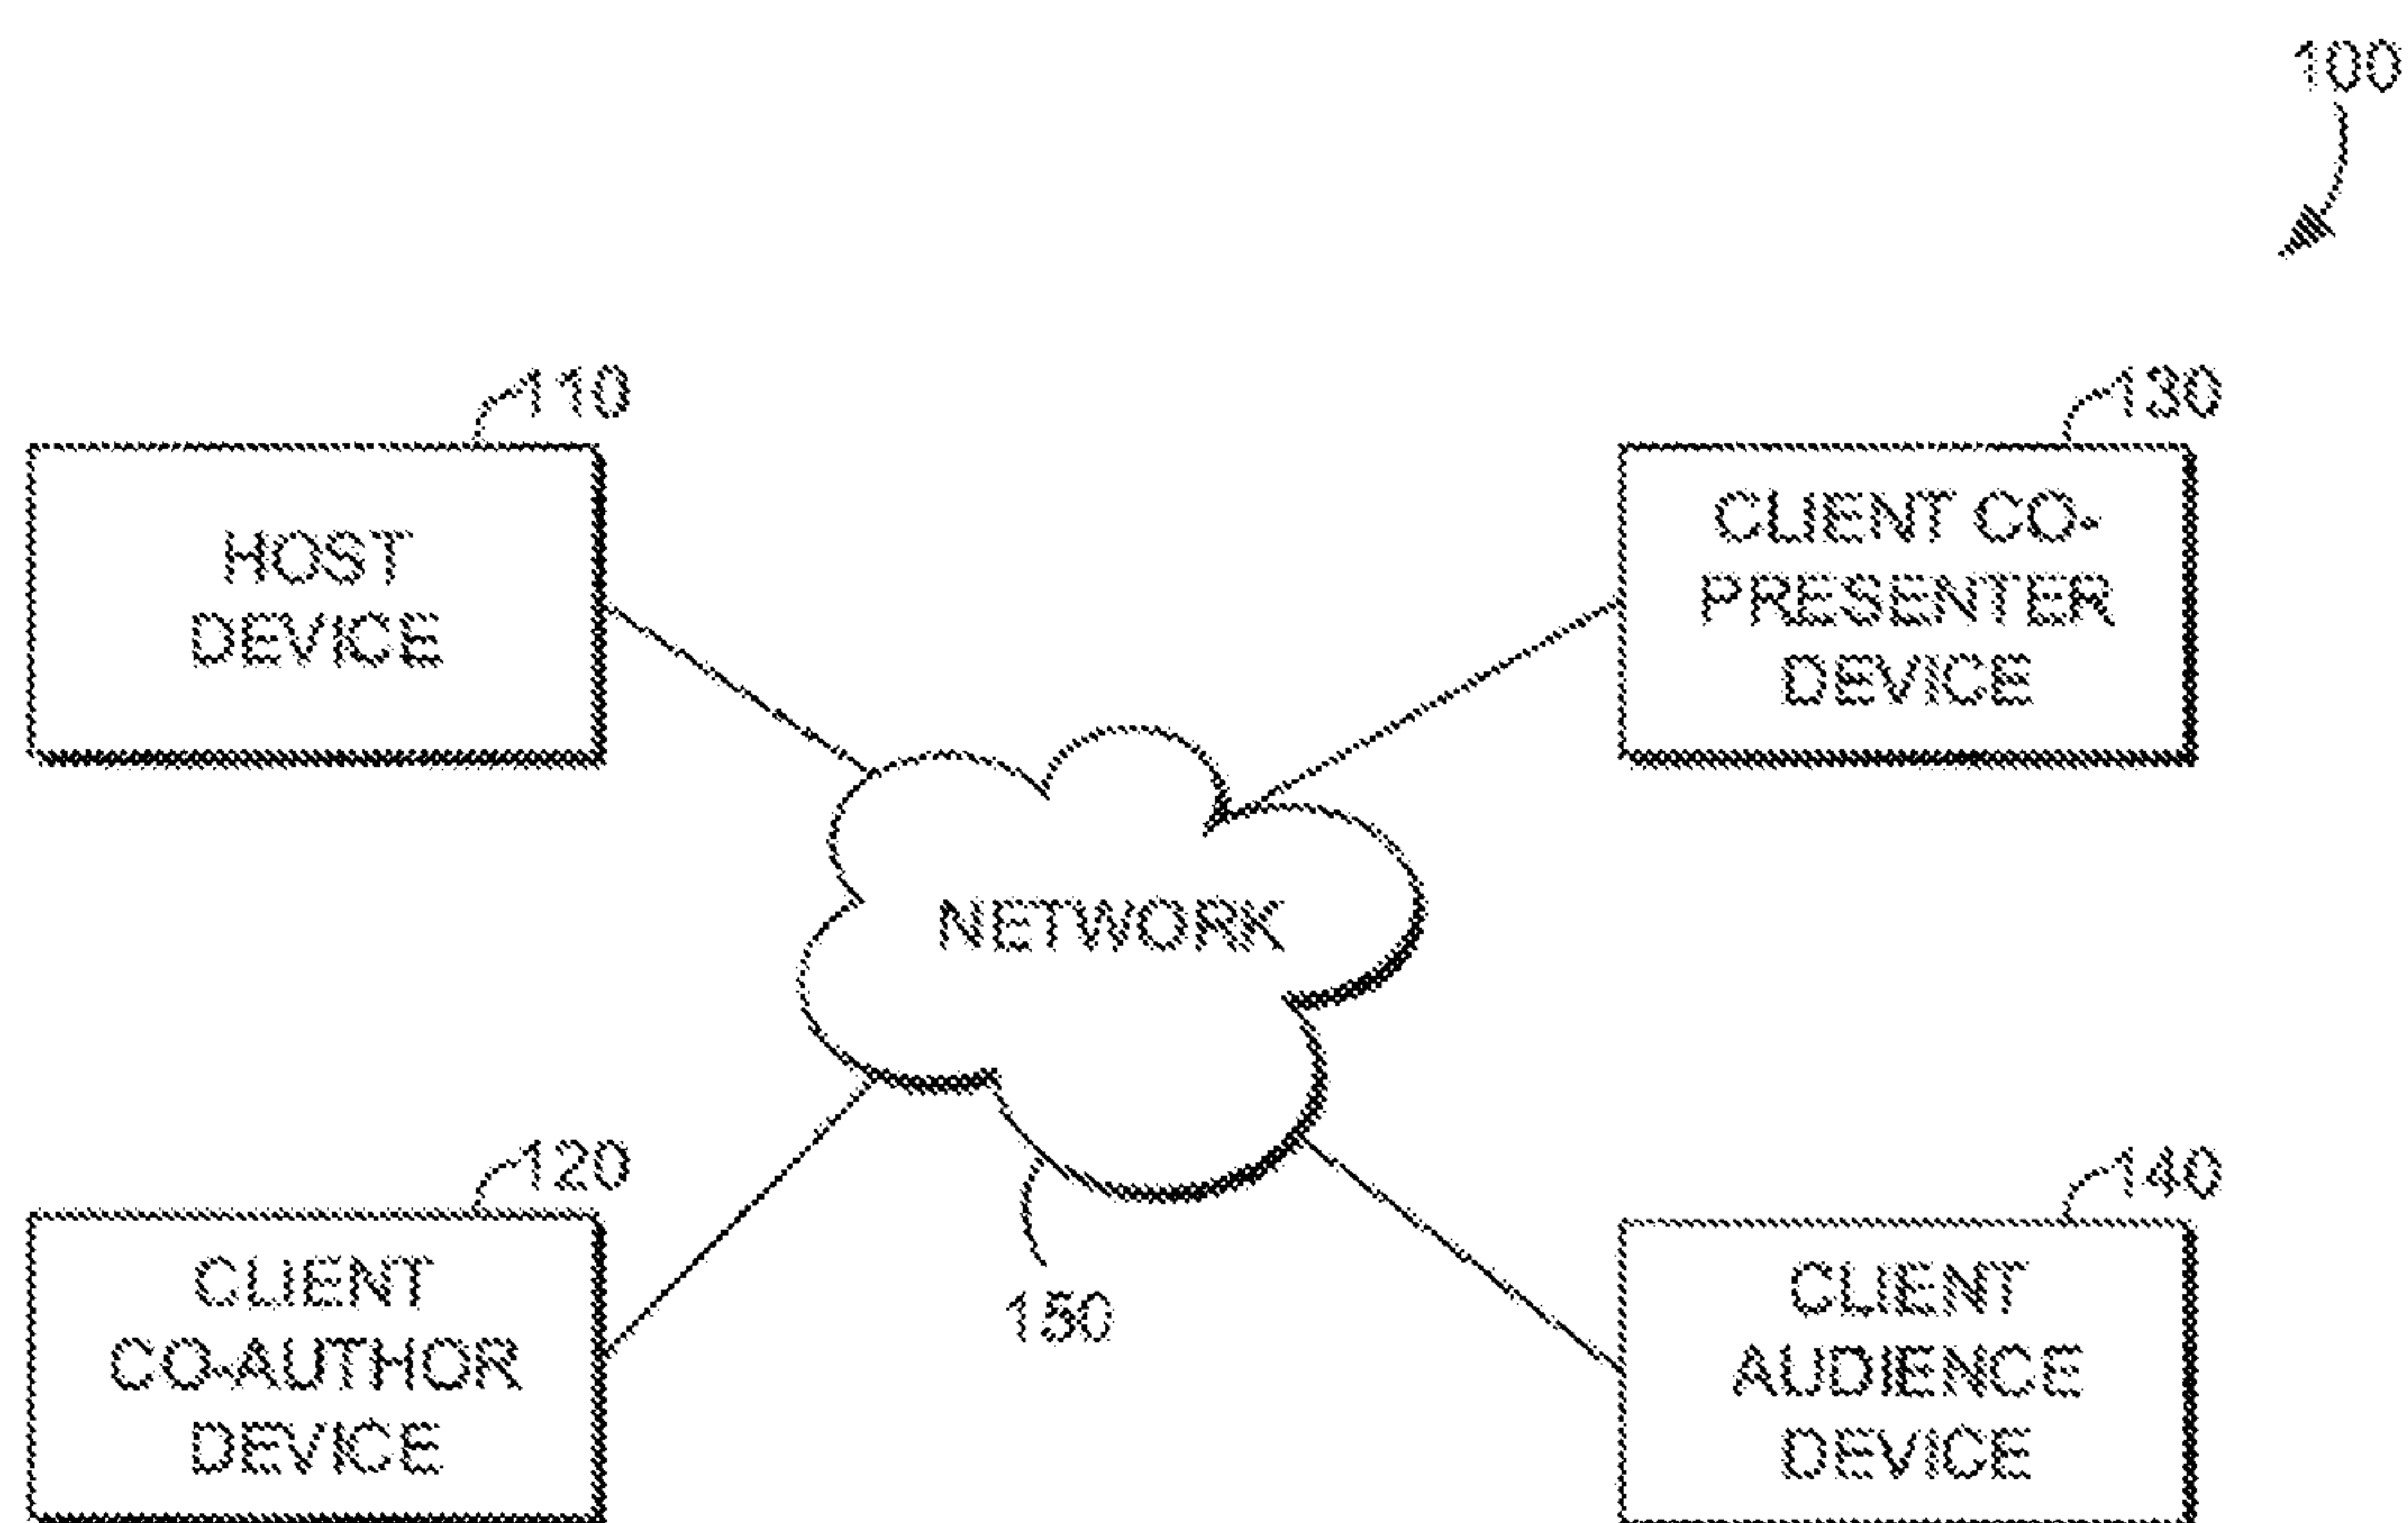 100
110
HOST
DEVICE
130
CLIENT CO-
PRESENTER
DEVICE
NETWORK
120
CLIENT
CO-AUTHOR
DEVICE
150
140
CLIENT
AUDIENCE
DEVICE